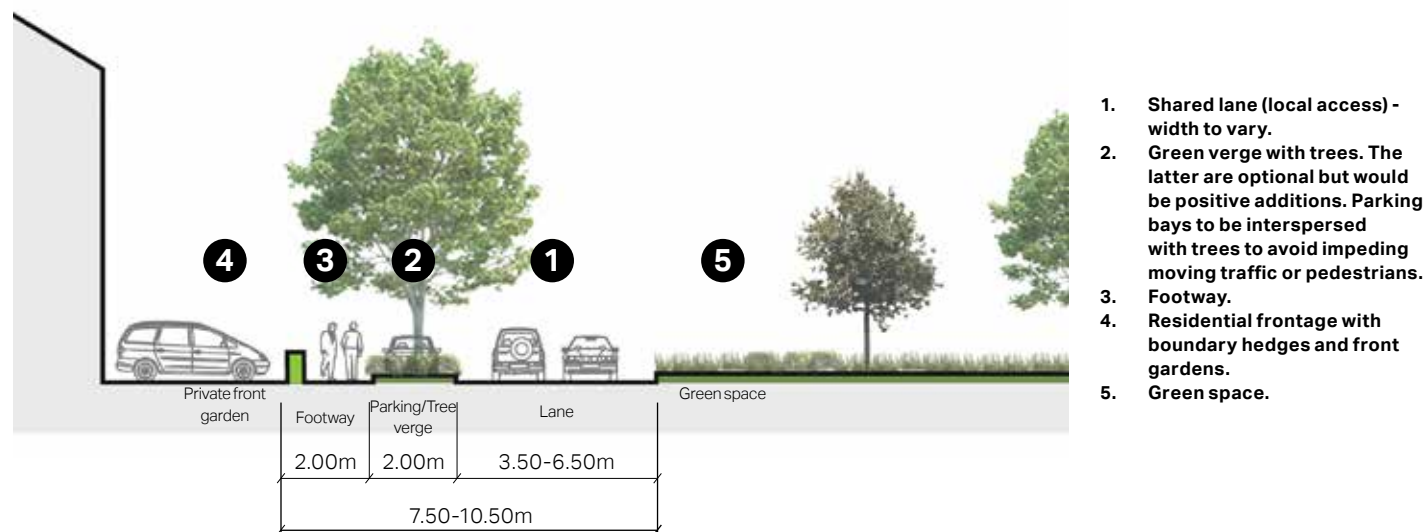 4
3
2
1
5
Private front
garden
Footway
Parking/Tree
verge
Lane
Green space
2.00m
2.00m
3.50-6.50m
7.50-10.50m
1. Shared lane (local access) -
width to vary.
2. Green verge with trees. The
latter are optional but would
be positive additions. Parking
bays to be interspersed
with trees to avoid impeding
moving traffic or pedestrians.
3. Footway.
4. Residential frontage with
boundary hedges and front
gardens.
5. Green space.